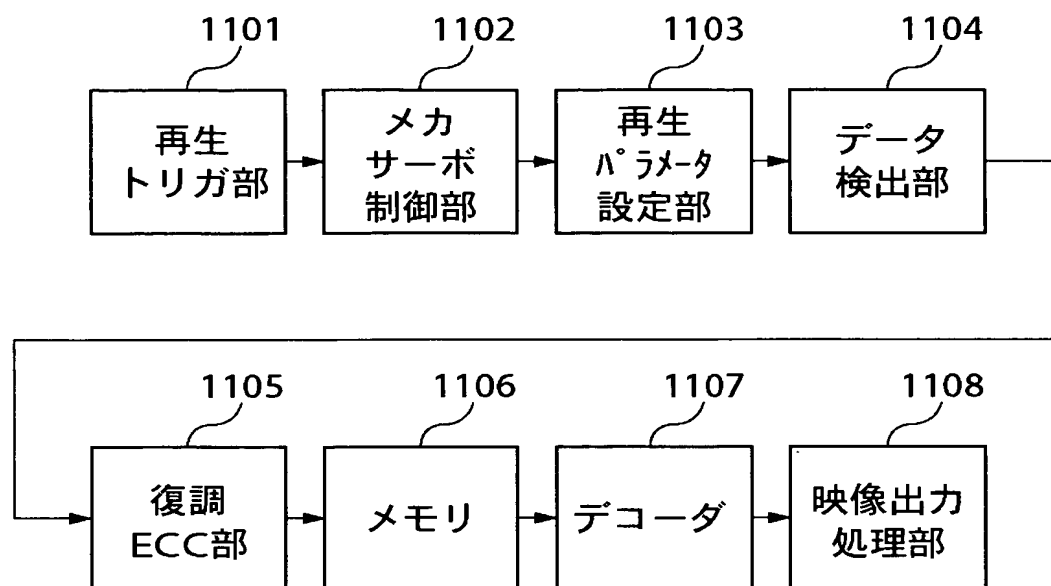 1101
1102
1103
1104
再生
トリガ部
メカ
サーボ
制御部
再生
パラメータ
設定部
データ
検出部
1105
1106
1107
1108
復調
ECC部
メモリ
デコーダ
映像出力
処理部